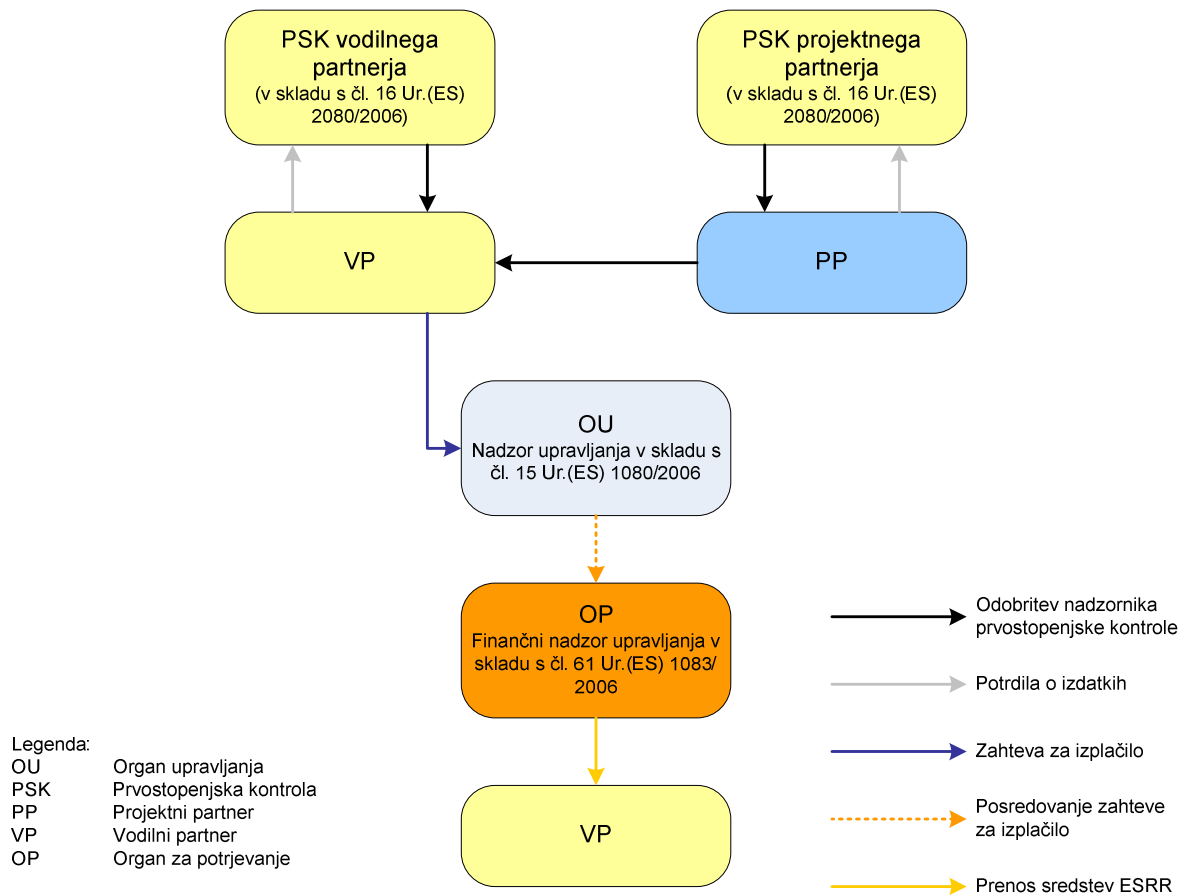 PSK vodilnega
partnerja
(v skladu s čl. 16 Ur.(ES)
2080/2006)
PSK projektnega
partnerja
(v skladu s čl. 16 Ur.(ES)
2080/2006)
VP
PP
OU
Nadzor upravljanja v skladu s
čl. 15 Ur.(ES) 1080/2006
OP
Finančni nadzor upravljanja v
skladu s čl. 61 Ur.(ES) 1083/
2006
VP
Odobritev nadzornika
prvostopenjske kontrole
Potrdila o izdatkih
Zahteva za izplačilo
Posredovanje zahteve
za izplačilo
Prenos sredstev ESRR
Legenda:
OU Organ upravljanja
PSK Prvostopenjska kontrola
PP Projektni partner
VP Vodilni partner
OP Organ za potrjevanje